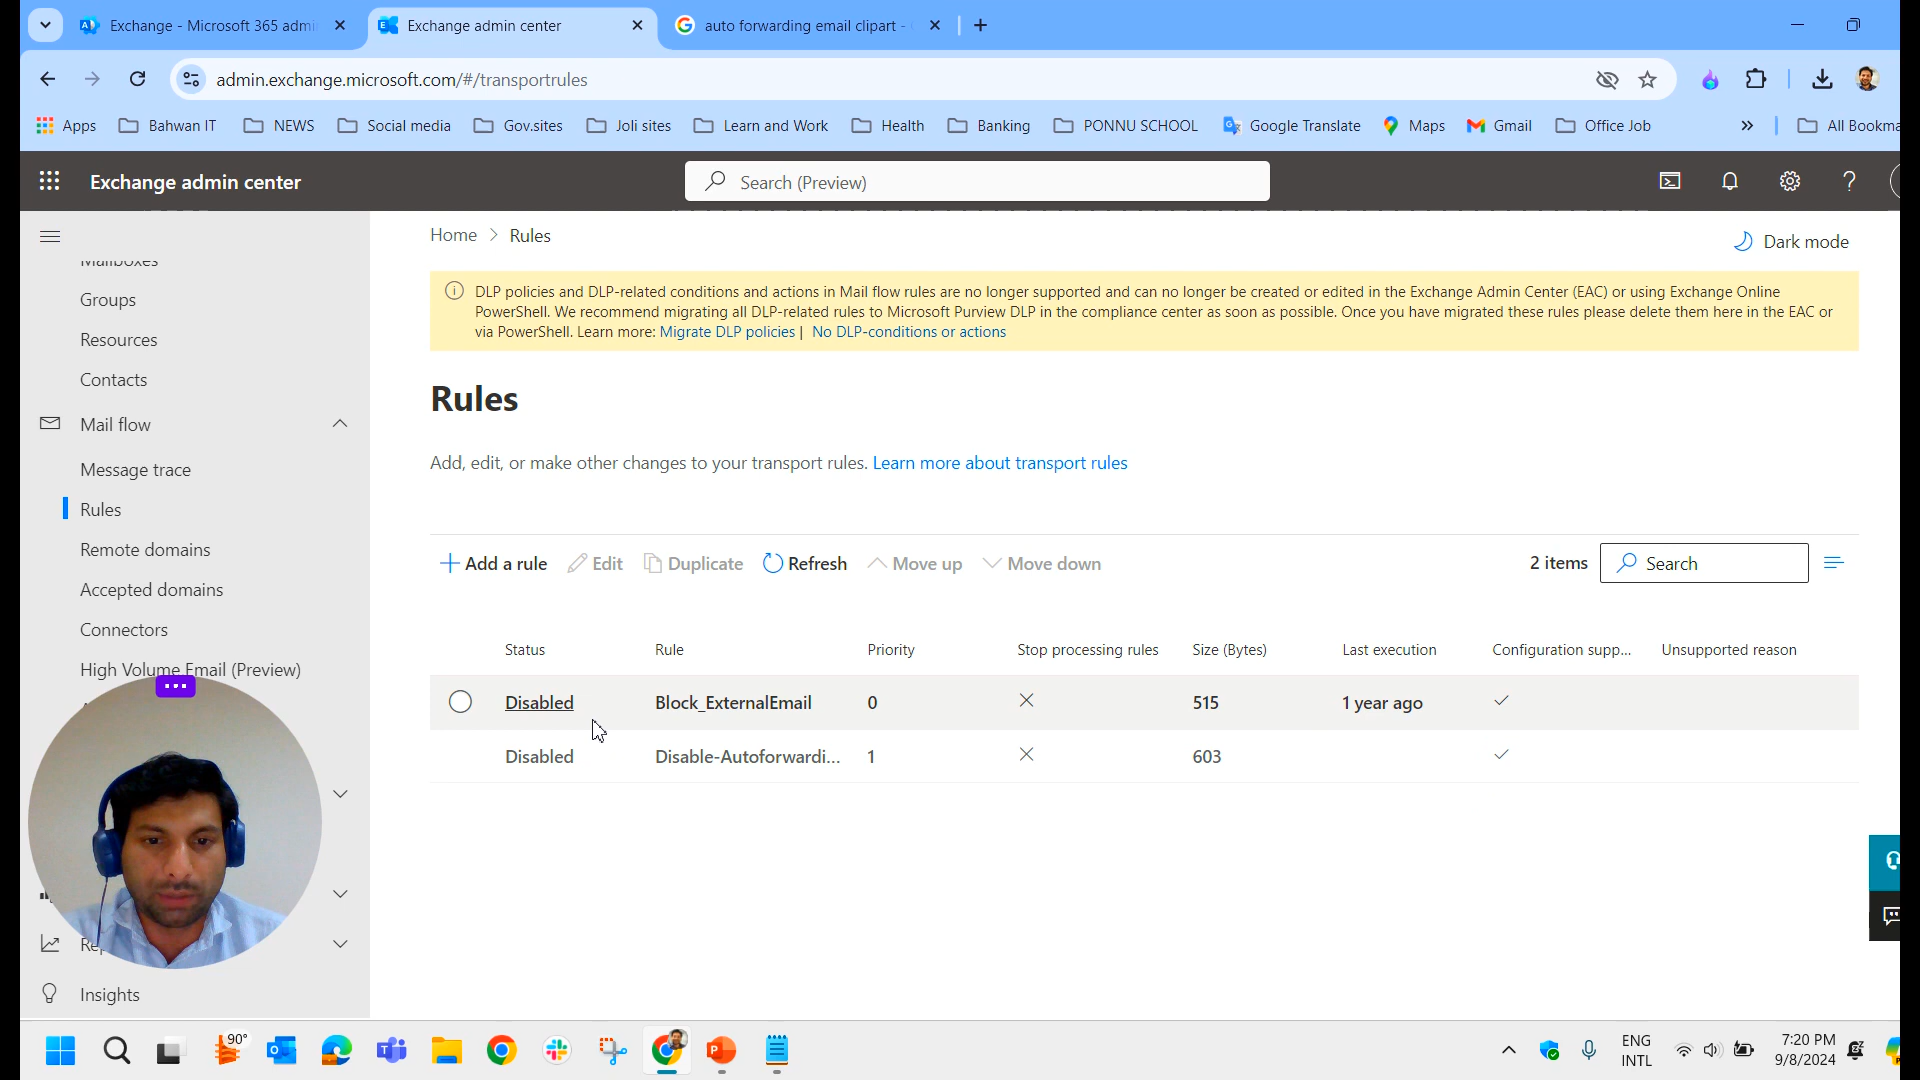 Exchange - Microsoft 365 admi
Exchange admin center
auto forwarding email clipart -
admin.exchange.microsoft.com/#/transportrules
Apps
Bahwan IT
NEWS
Social media
Gov.sites
Joli sites
Learn and Work
Health
Banking
PONNU SCHOOL
Google Translate
Maps
Gmail
Office Job
All Bookma
Exchange admin center
Search (Preview)
Mailboxes
Groups
Resources
Contacts
Mail flow
Message trace
Rules
Remote domains
Accepted domains
Connectors
High Volume Email (Preview)
Insights
Home > Rules
Dark mode
DLP policies and DLP-related conditions and actions in Mail flow rules are no longer supported and can no longer be created or edited in the Exchange Admin Center (EAC) or using Exchange Online
PowerShell. We recommend migrating all DLP-related rules to Microsoft Purview DLP in the compliance center as soon as possible. Once you have migrated these rules please delete them here in the EAC or
via PowerShell. Learn more: Migrate DLP policies | No DLP-conditions or actions
Rules
Add, edit, or make other changes to your transport rules. Learn more about transport rules
Add a rule
Edit
Duplicate
Refresh
Move up
Move down
2 items
Search
Status Rule Priority Stop processing rules Size (Bytes) Last execution Configuration supp... Unsupported reason
Disabled Block_ExternalEmail 0 515 1 year ago
Disabled Disable-Autoforwardi... 1 603
90°
ENG
INTL
7:20 PM
9/8/2024